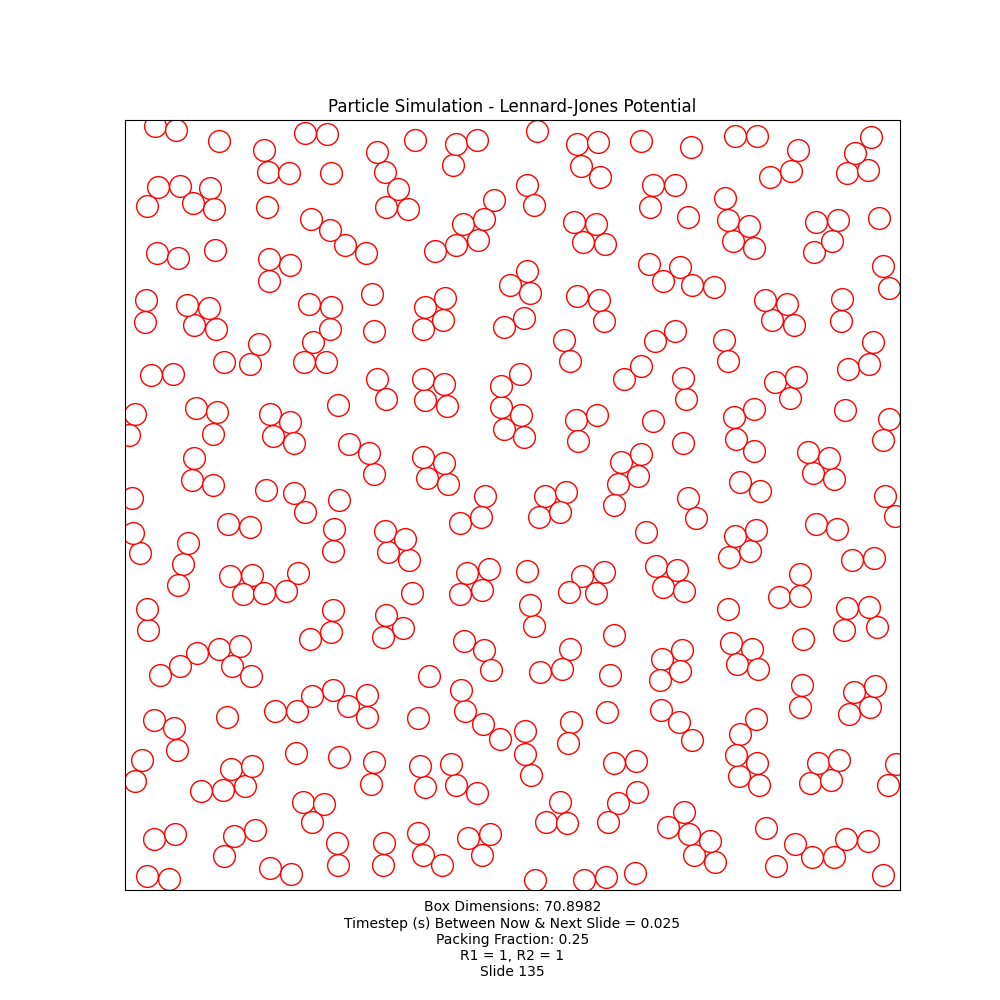 Particle Simulation - Lennard-Jones Potential
Box Dimensions: 70.8982
Timestep (s) Between Now & Next Slide = 0.025
Packing Fraction: 0.25
R1 = 1, R2 = 1
Slide 135